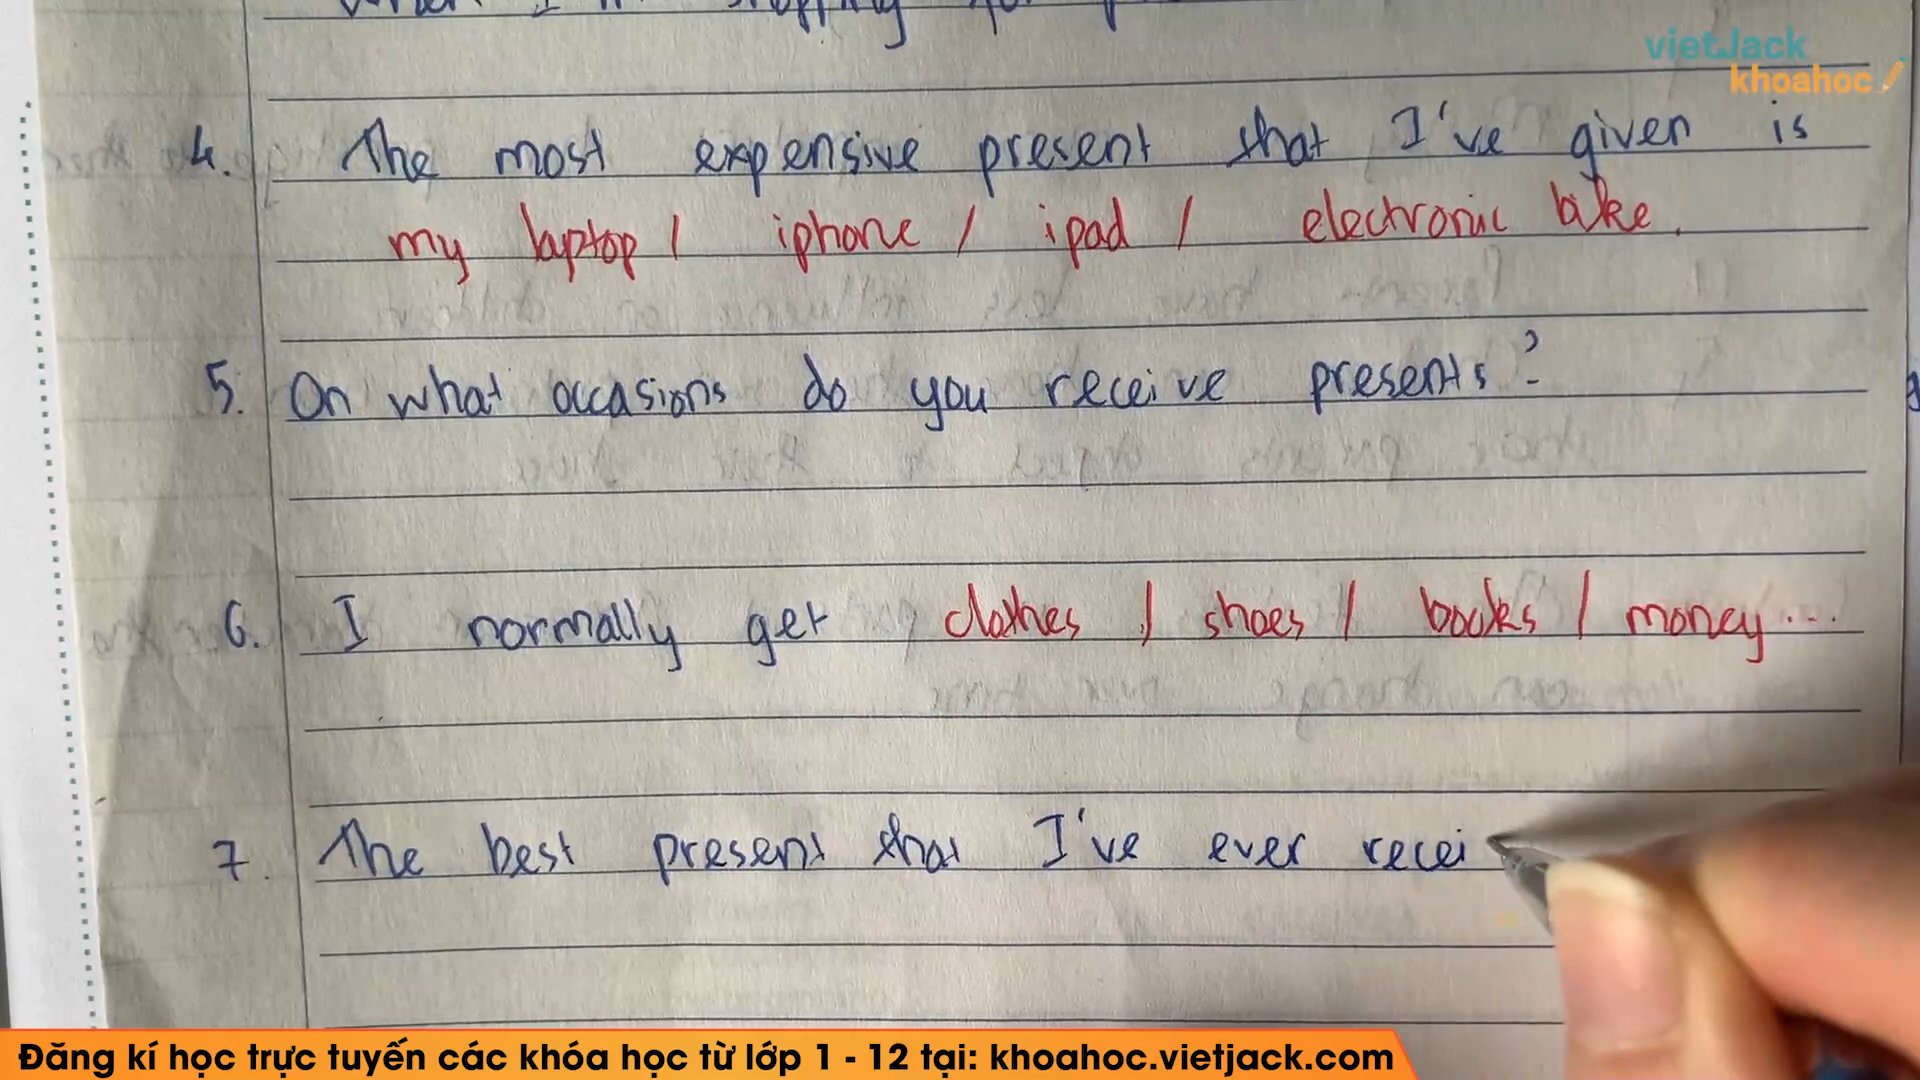 vietJack
khoahoc
4. The most expensive present that I've given is
my laptop / iphone / ipad / electronic bike.
5. On what occasions do you receive presents?
6. I normally get clothes / shoes / books / money...
7. The best present that I've ever recei
Đăng kí học trực tuyến các khóa học từ lớp 1 - 12 tại: khoahoc.vietjack.com